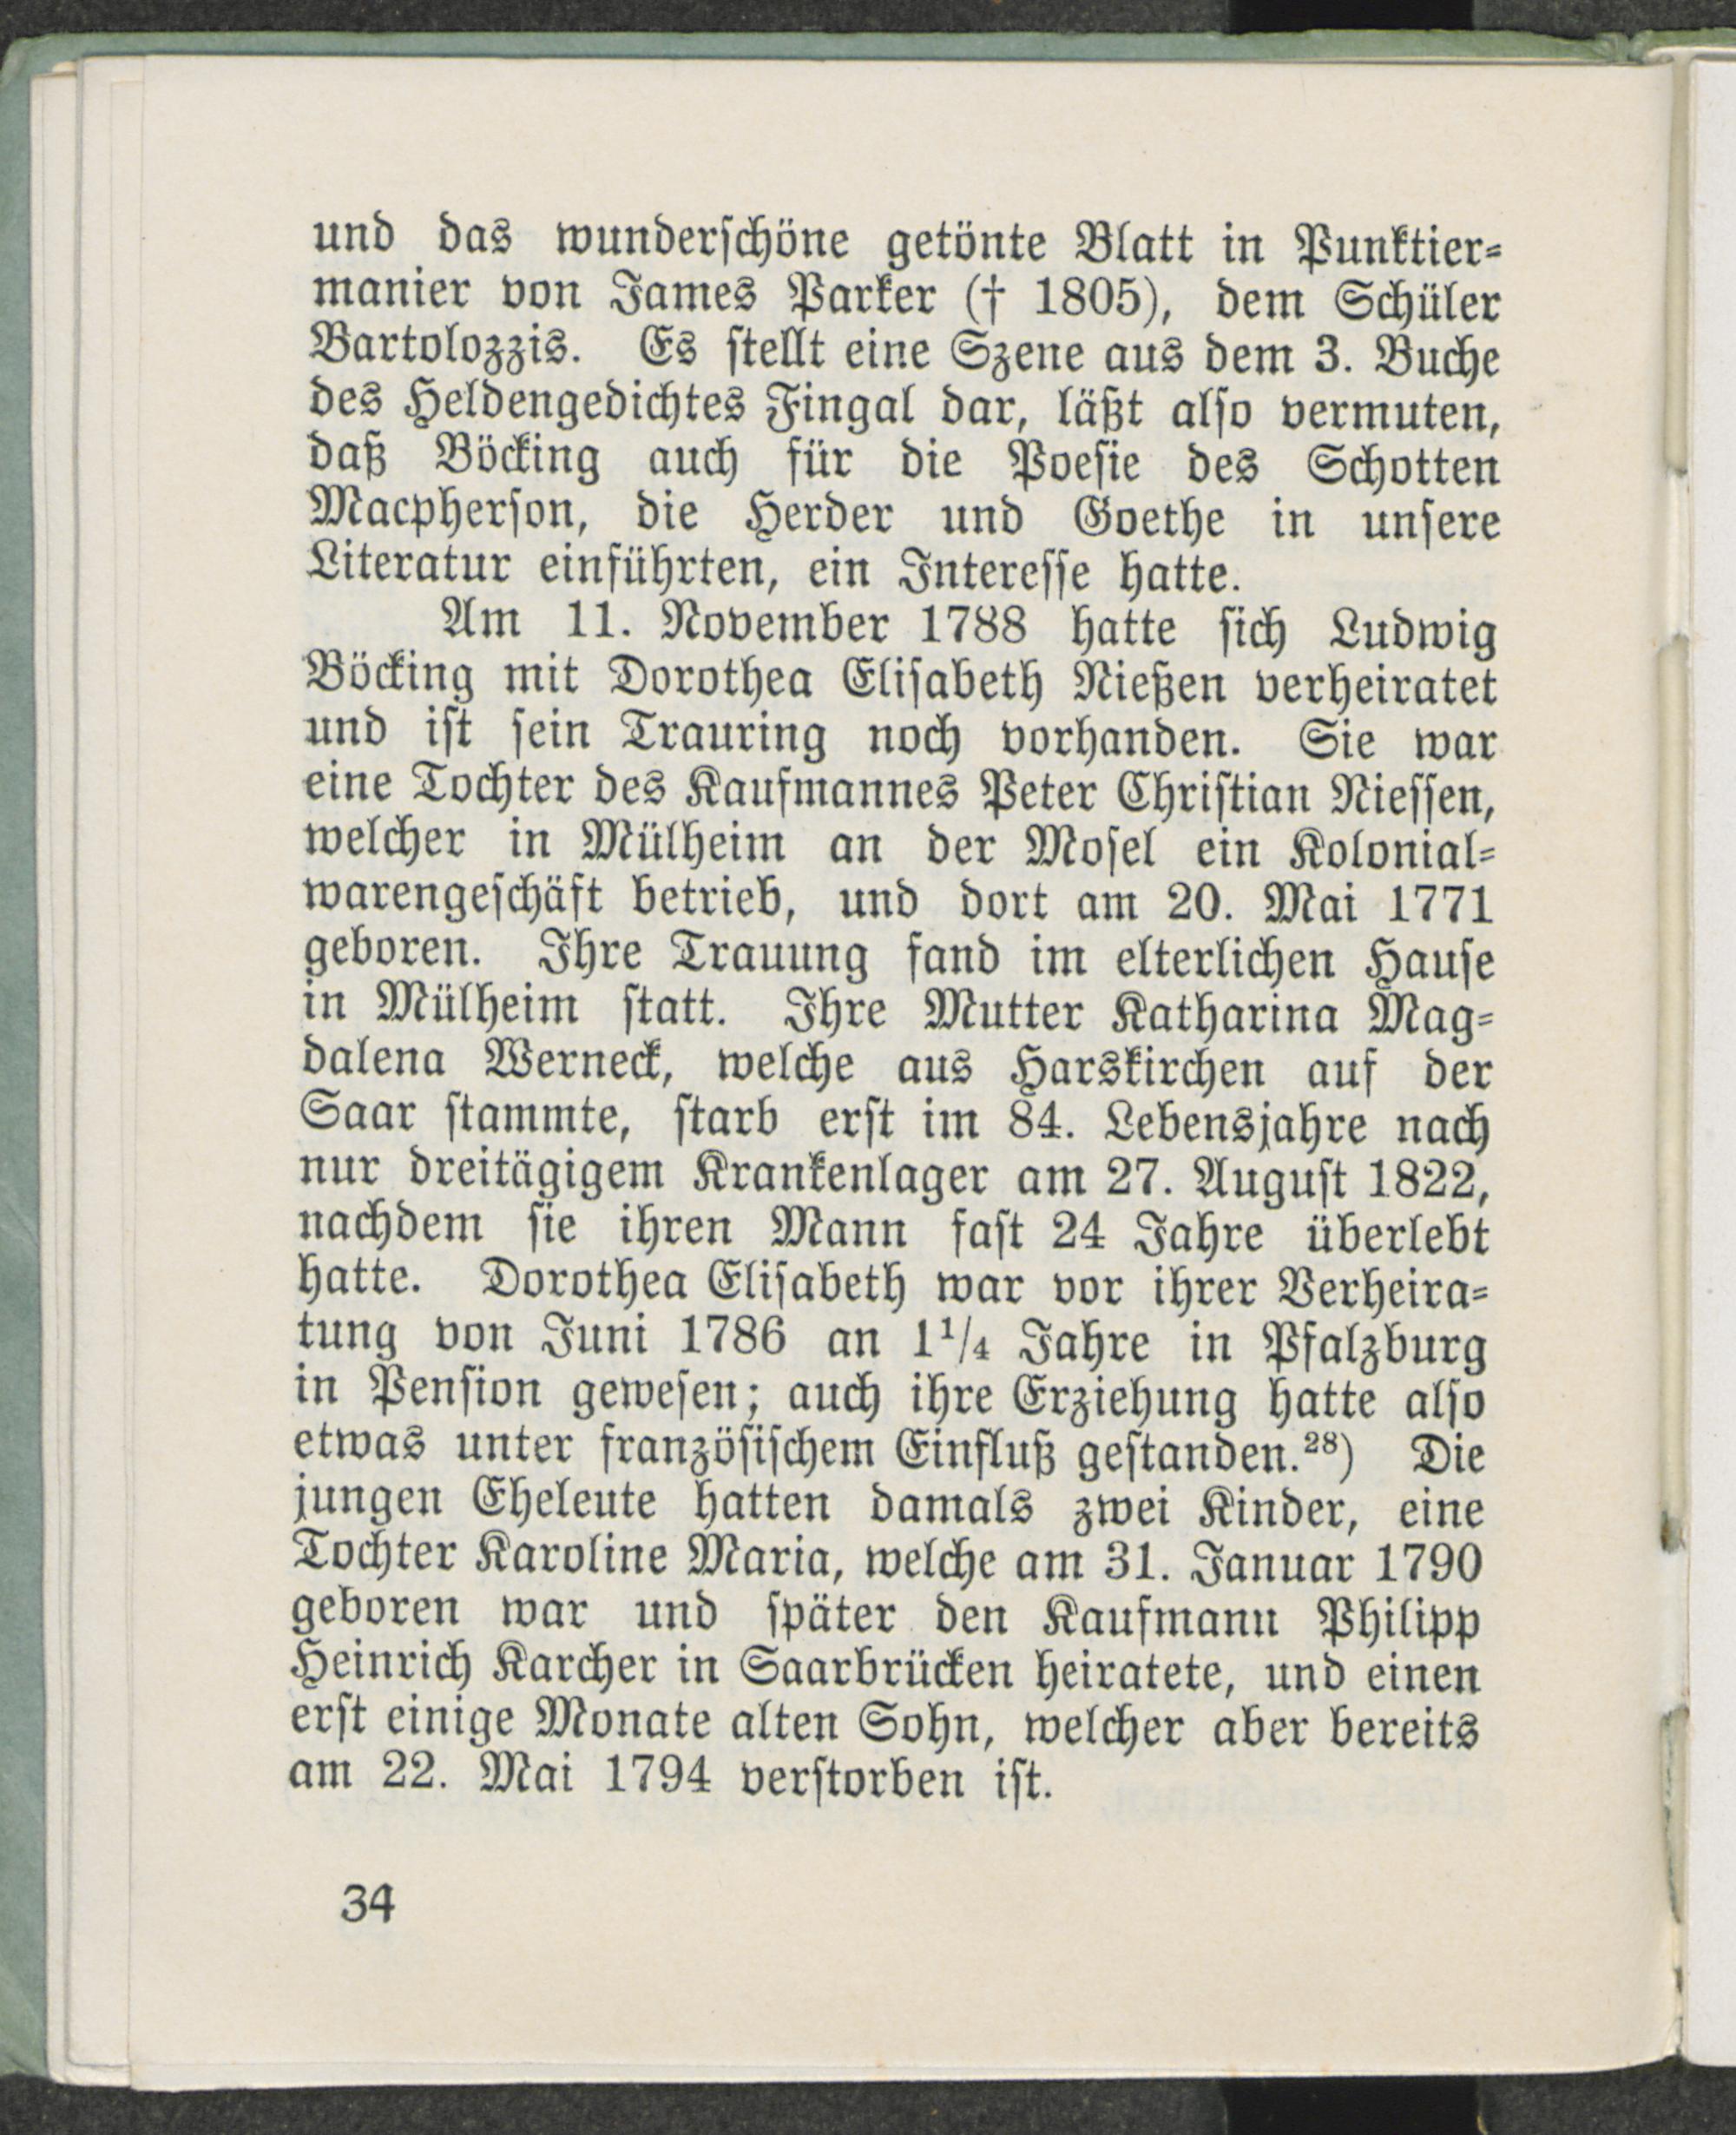 und das wunderschöne getönte Blatt in Punktier-
manier von James Parker († 1805), dem Schüler
Bartolozzis. Es stellt eine Szene aus dem 3. Buche
des Heldengedichtes Fingal dar, läßt also vermuten,
daß Böcking auch für die Poesie des Schotten
Macpherson, die Herder und Goethe in unsere
Literatur einführten, ein Interesse hatte.
Am 11. November 1788 hatte sich Ludwig
Böcking mit Dorothea Elisabeth Nießen verheiratet
und ist sein Trauring noch vorhanden. Sie war
eine Tochter des Kaufmannes Peter Christian Niessen,
welcher in Mülheim an der Mosel ein Kolonial-
warengeschäft betrieb, und dort am 20. Mai 1771
geboren. Ihre Trauung fand im elterlichen Hause
in Mülheim statt. Ihre Mutter Katharina Mag-
dalena Werneck, welche aus Harskirchen auf der
Saar stammte, starb erst im 84. Lebensjahre nach
nur dreitägigem Krankenlager am 27. August 1822,
nachdem sie ihren Mann fast 24 Jahre überlebt
hatte. Dorothea Elisabeth war vor ihrer Verheira-
tung von Juni 1786 an 1¹/₄ Jahre in Pfalzburg
in Pension gewesen; auch ihre Erziehung hatte also
etwas unter französischem Einfluß gestanden.²⁸) Die
jungen Eheleute hatten damals zwei Kinder, eine
Tochter Karoline Maria, welche am 31. Januar 1790
geboren war und später den Kaufmann Philipp
Heinrich Karcher in Saarbrücken heiratete, und einen
erst einige Monate alten Sohn, welcher aber bereits
am 22. Mai 1794 verstorben ist.
34